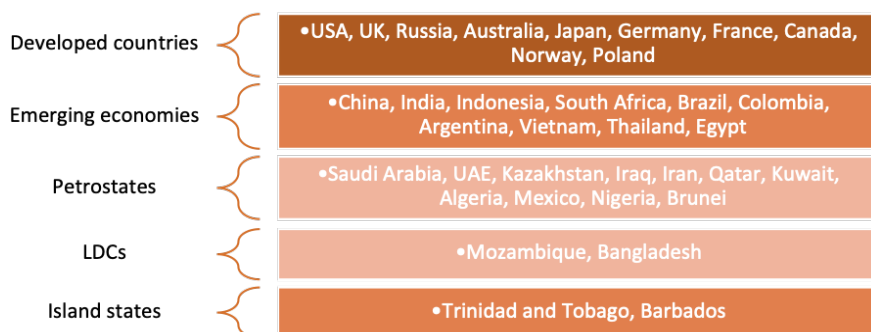 Developed countries
•USA, UK, Russia, Australia, Japan, Germany, France, Canada,
Norway, Poland
Emerging economies
•China, India, Indonesia, South Africa, Brazil, Colombia,
Argentina, Vietnam, Thailand, Egypt
Petrostates
•Saudi Arabia, UAE, Kazakhstan, Iraq, Iran, Qatar, Kuwait,
Algeria, Mexico, Nigeria, Brunei
LDCs
•Mozambique, Bangladesh
Island states
•Trinidad and Tobago, Barbados